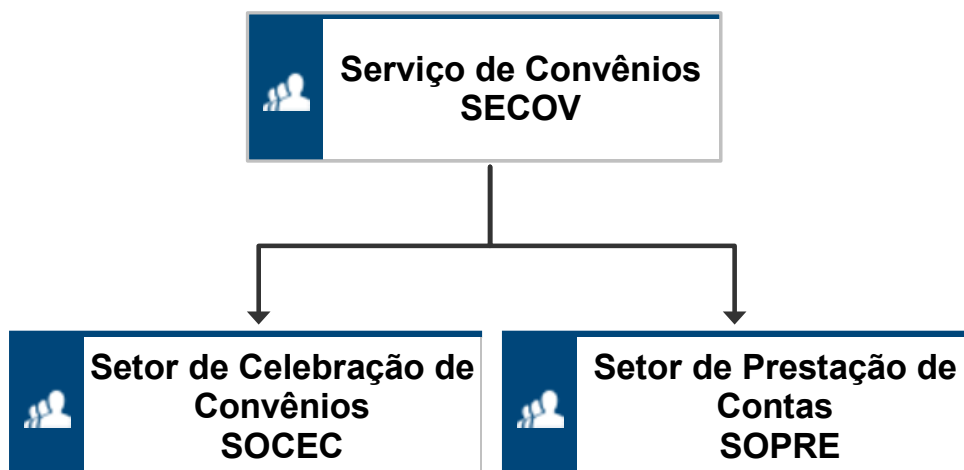 Serviço de Convênios
SECOV
Setor de Celebração de
Convênios
SOCEC
Setor de Prestação de
Contas
SOPRE